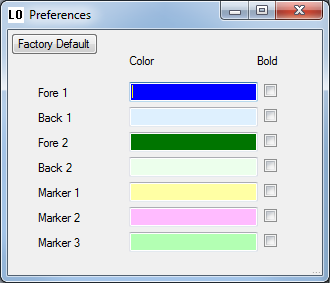 LO Preferences
Factory Default
Color Bold
Fore 1
Back 1
Fore 2
Back 2
Marker 1
Marker 2
Marker 3